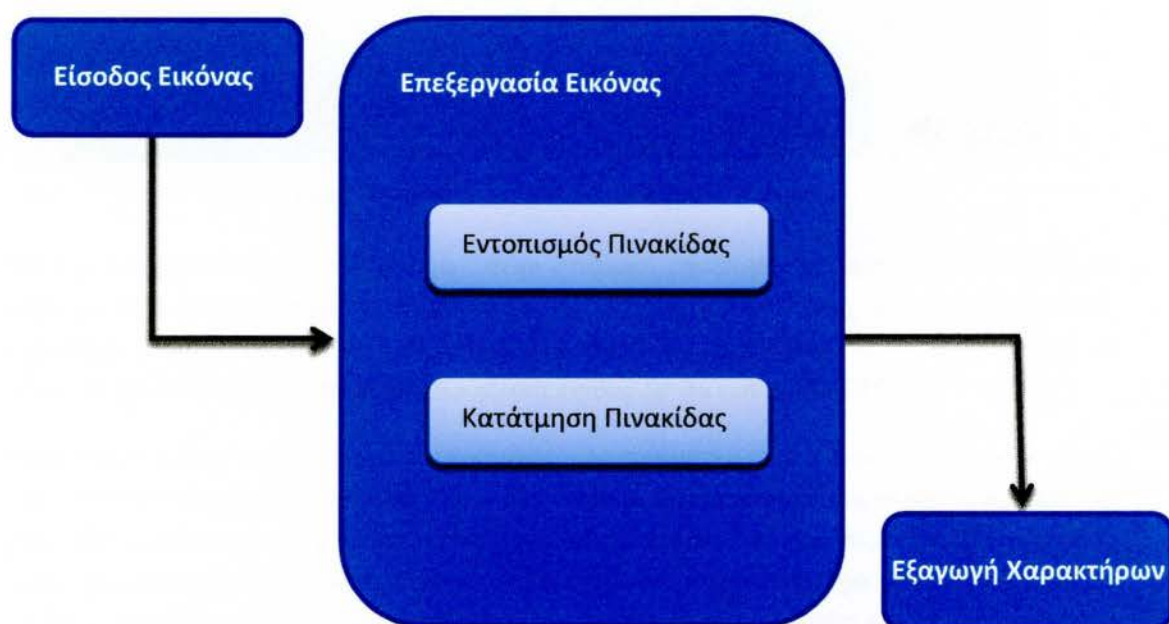 Είσοδος Εικόνας
Επεξεργασία Εικόνας
Εντοπισμός Πινακίδας
Κατάτμηση Πινακίδας
Εξαγωγή Χαρακτήρων